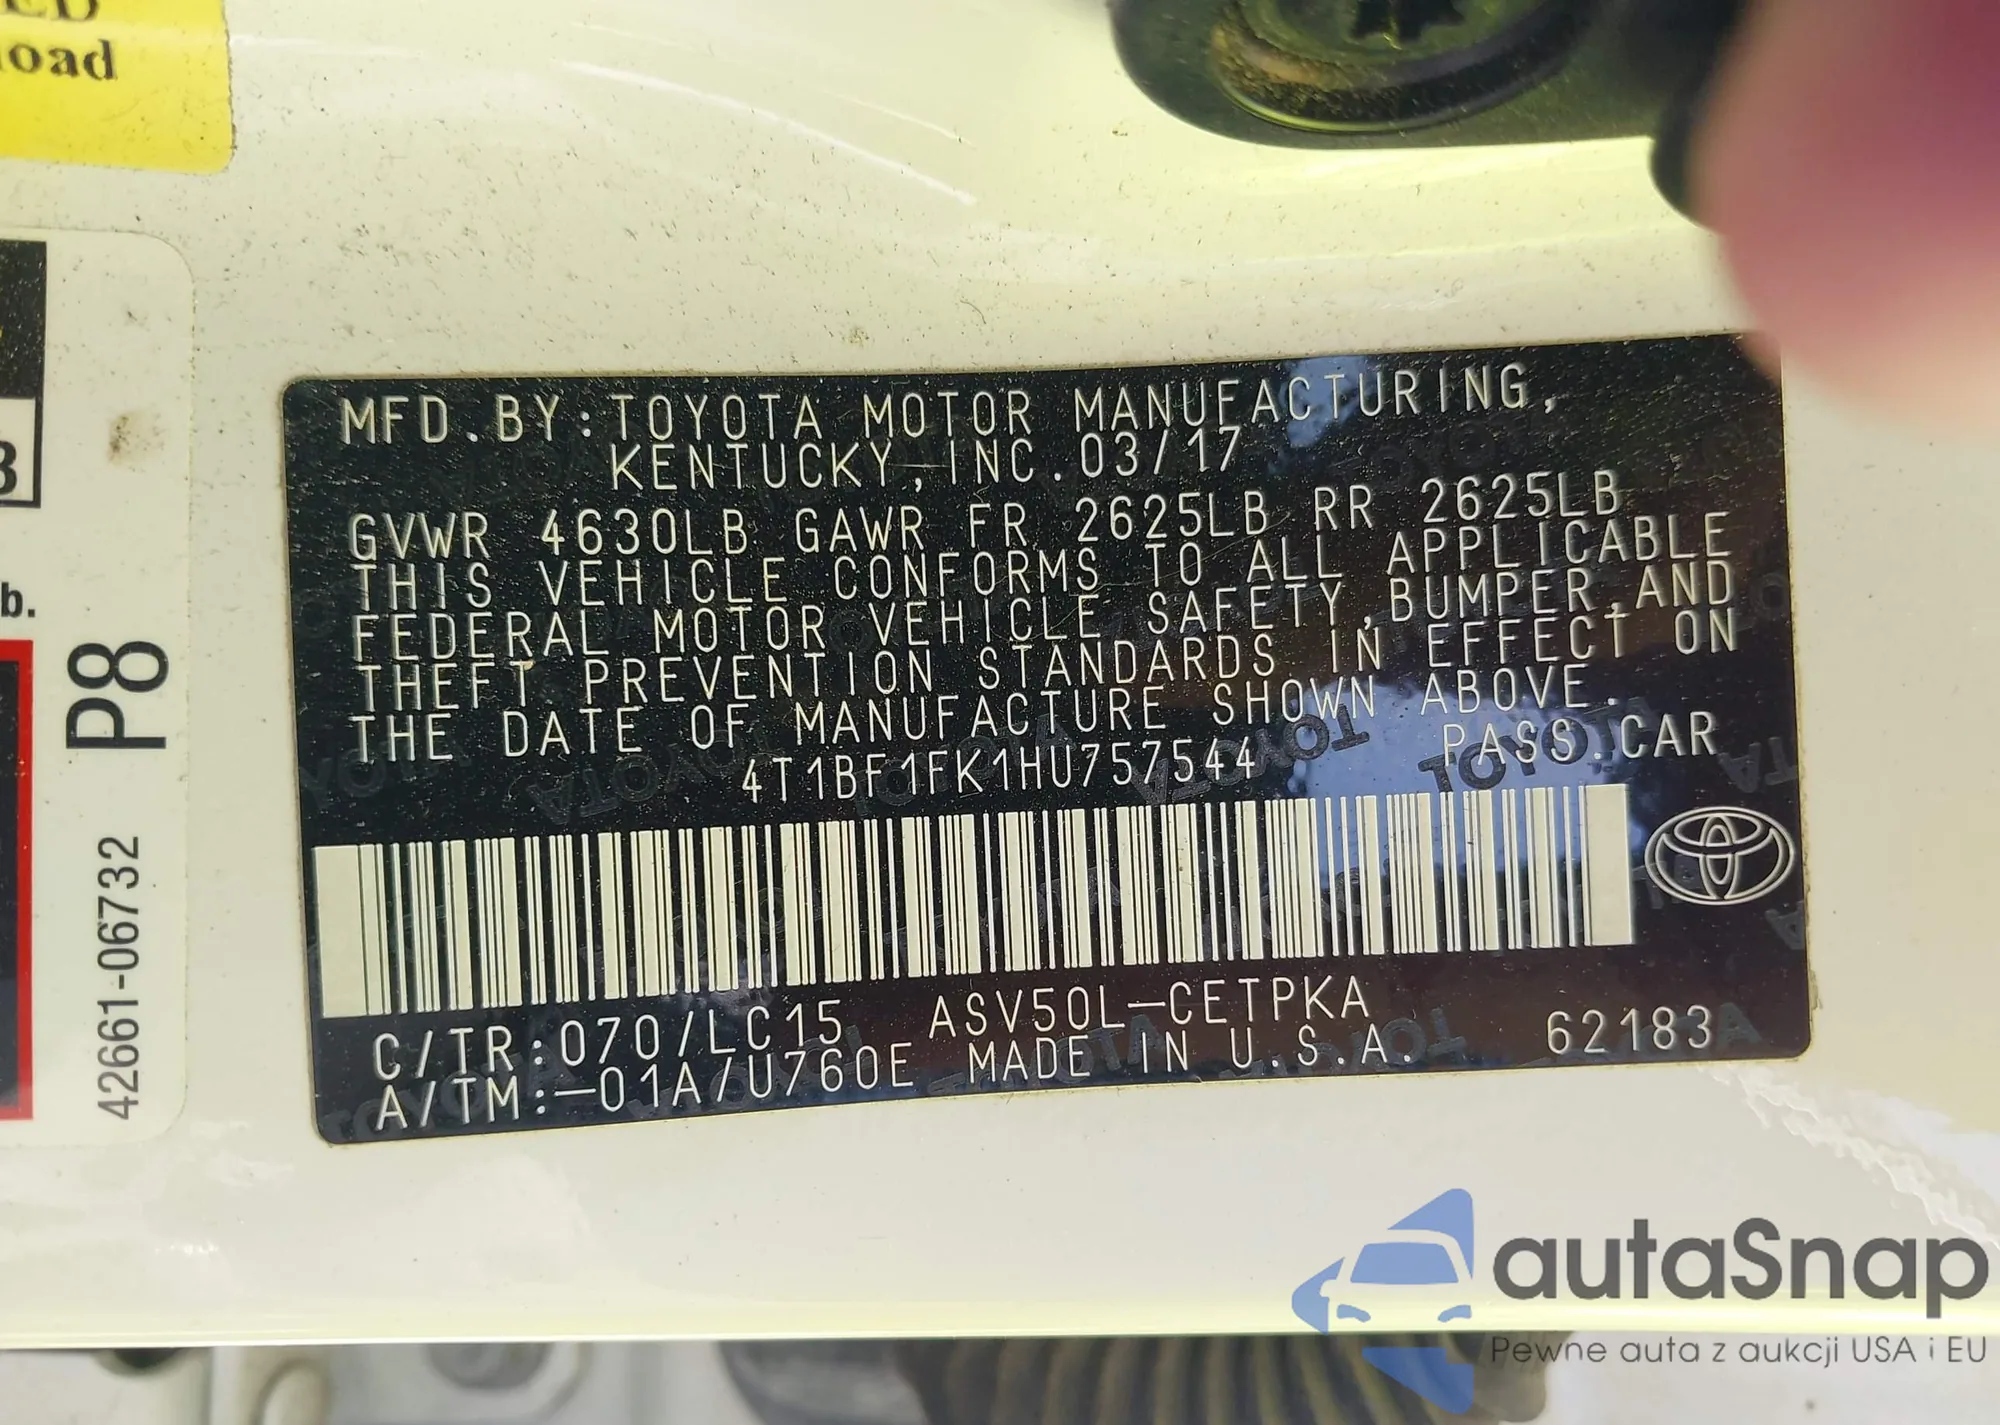 oad
3
b.
P8
42661-06732
MFD.BY:TOYOTA MOTOR MANUFACTURING,
KENTUCKY,INC.03/17
GVWR 4630LB GAWR FR 2625LB RR 2625LB
THIS VEHICLE CONFORMS TO ALL APPLICABLE
FEDERAL MOTOR VEHICLE SAFETY,BUMPER,AND
THEFT PREVENTION STANDARDS IN EFFECT ON
THE DATE OF MANUFACTURE SHOWN ABOVE.
4T1BF1FK1HU757544 PASS.CAR
C/TR:070/LC15 ASV50L-CETPKA
A/TM:-01A/U760E MADE IN U.S.A. 62183
autaSnap
Pewne auta z aukcji USA i EU